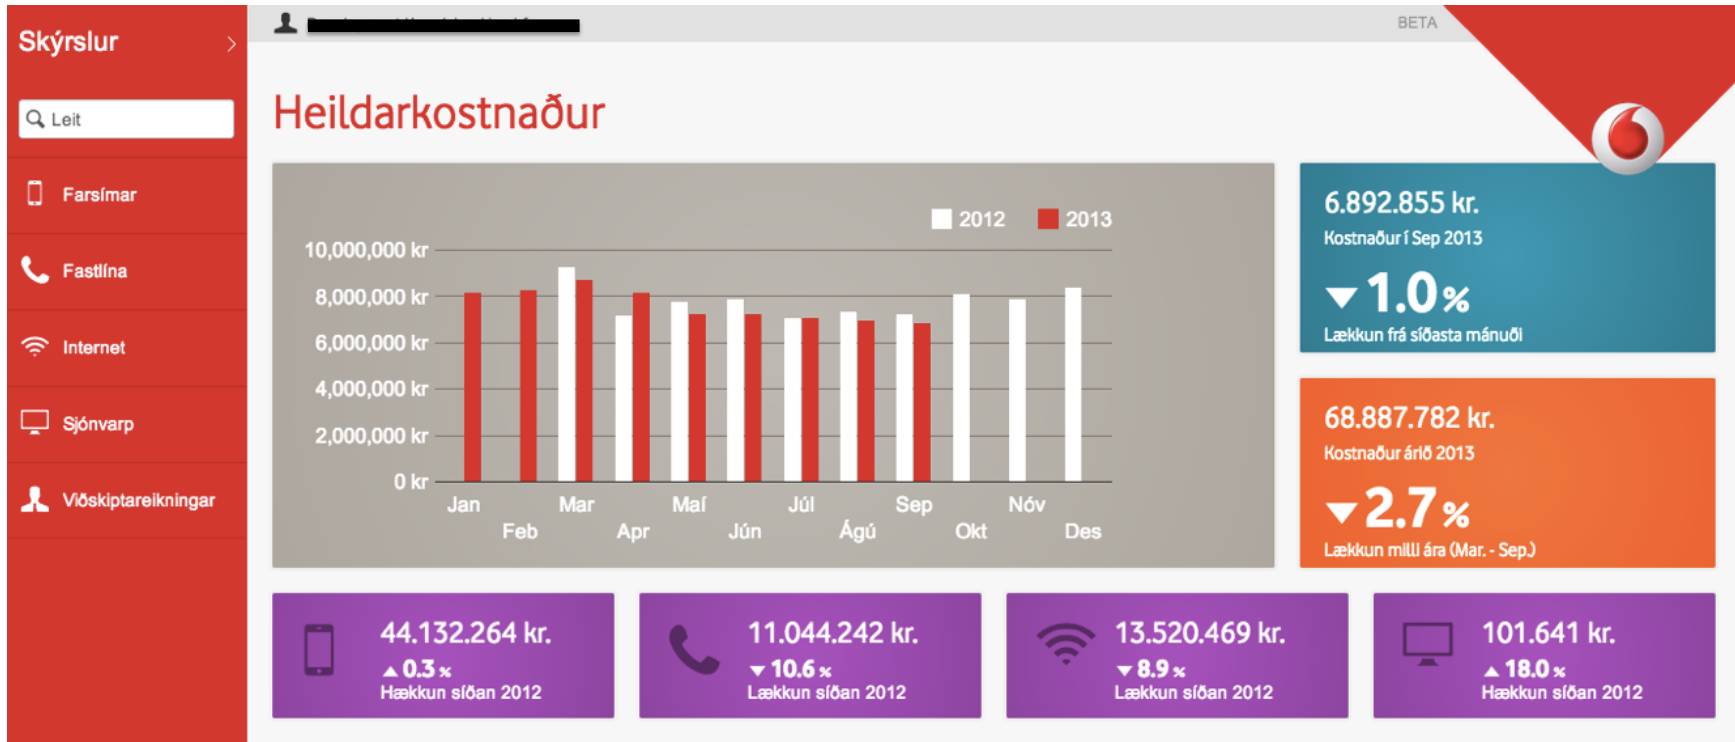 Skýrslur
BETA
Leit
Farsímar
Fastlína
Internet
Sjónvarp
Viðskiptareikningar
Heildarkostnaður
2012 2013
10,000,000 kr
8,000,000 kr
6,000,000 kr
4,000,000 kr
2,000,000 kr
0 kr
Jan Mar Maí Júl Sep Nóv
Feb Apr Jún Ágú Okt Des
6.892.855 kr.
Kostnaður í Sep 2013
1.0 %
Lækkun frá síðasta mánuði
68.887.782 kr.
Kostnaður árið 2013
2.7 %
Lækkun milli ára (Mar. - Sep.)
44.132.264 kr.
0.3 %
Hækkun síðan 2012
11.044.242 kr.
10.6 %
Lækkun síðan 2012
13.520.469 kr.
8.9 %
Lækkun síðan 2012
101.641 kr.
18.0 %
Hækkun síðan 2012